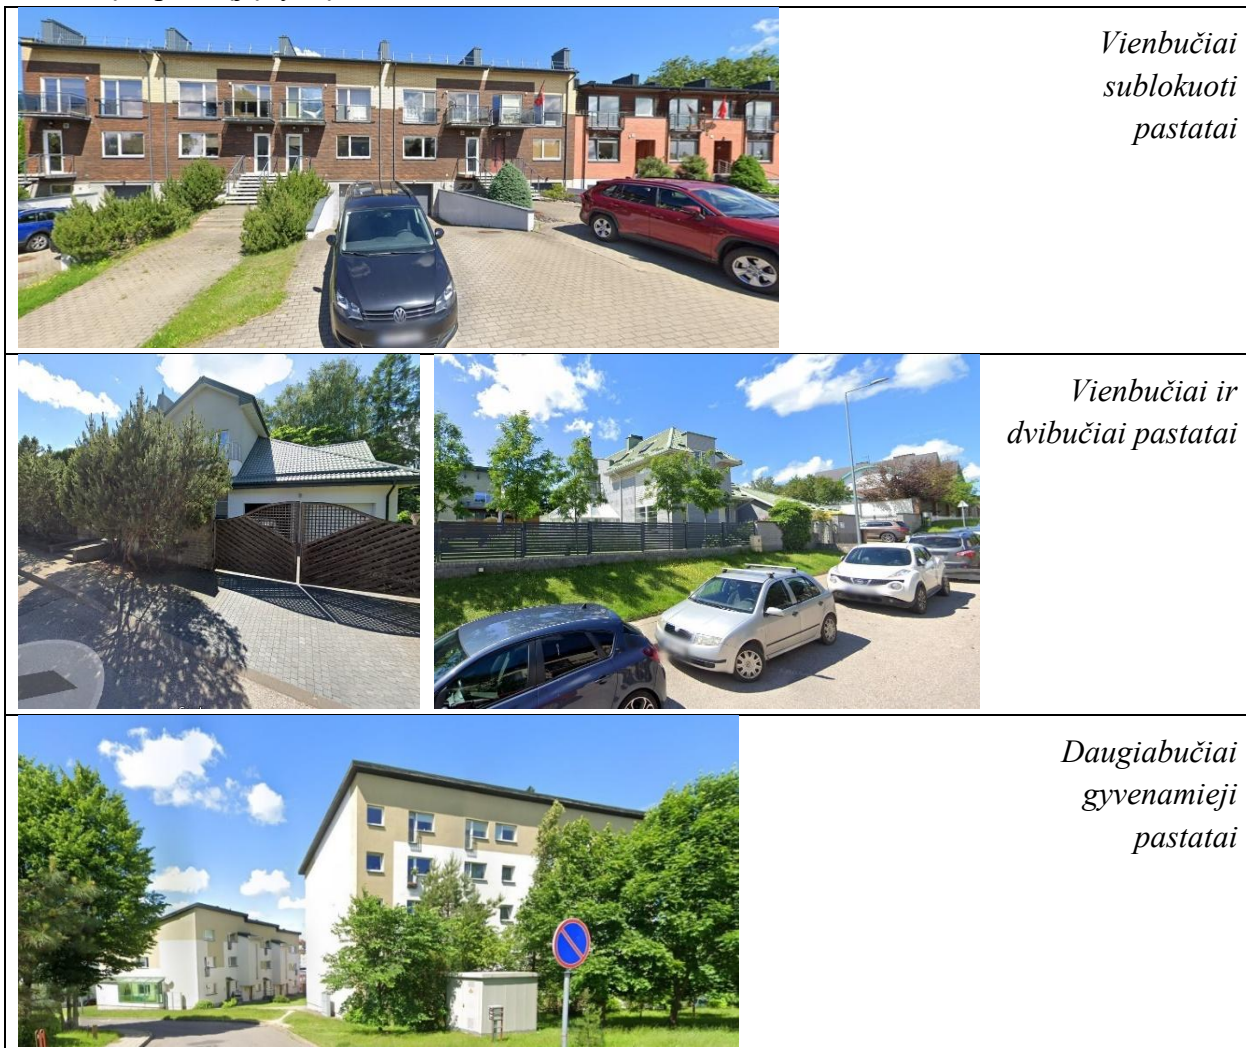 Vienbučiai
sublokuoti
pastatai
Vienbučiai ir
dvibučiai pastatai
Daugiabučiai
gyvenamieji
pastatai